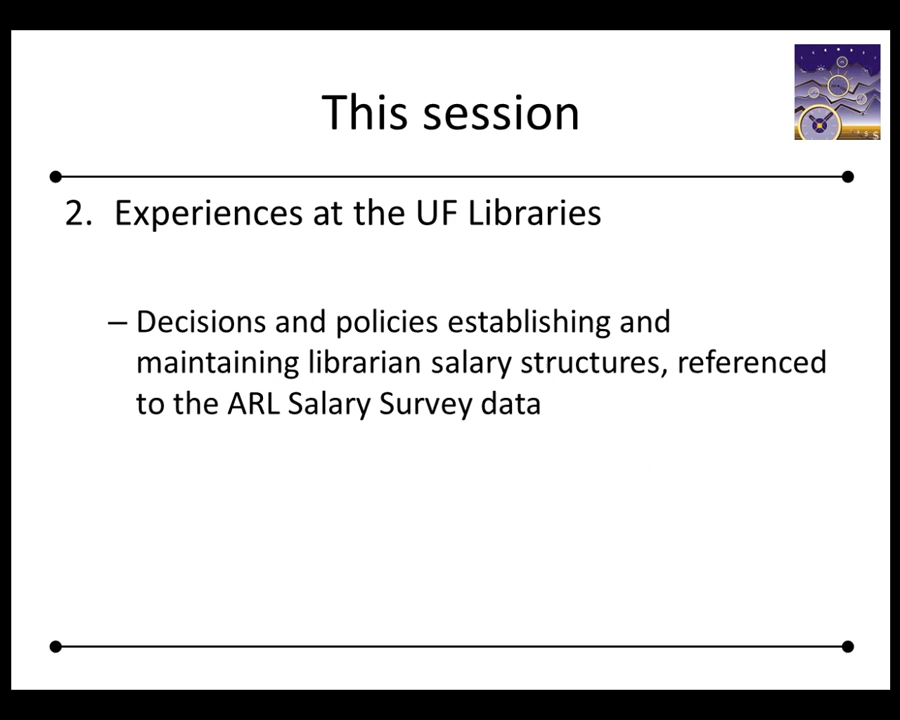 This session
2. Experiences at the UF Libraries
– Decisions and policies establishing and
maintaining librarian salary structures, referenced
to the ARL Salary Survey data